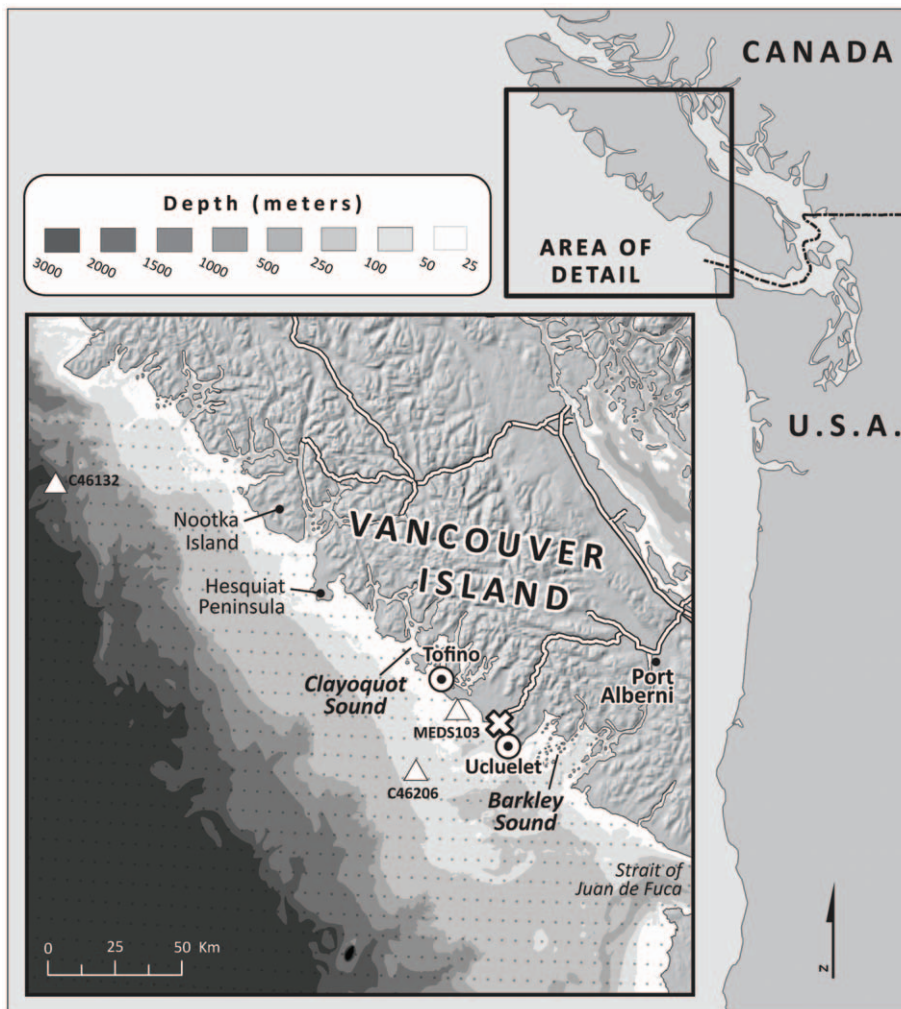 CANADA
Depth (meters)
3000 2000 1500 1000 500 250 100 50 25
AREA OF
DETAIL
U.S.A.
C46132
Nootka
Island
VANCOUVER
ISLAND
Hesquiat
Peninsula
Tofino
Clayoquot
Sound
Port
Alberni
MEDS103
Ucluelet
C46206
Barkley
Sound
Strait of
Juan de Fuca
0 25 50 Km
N